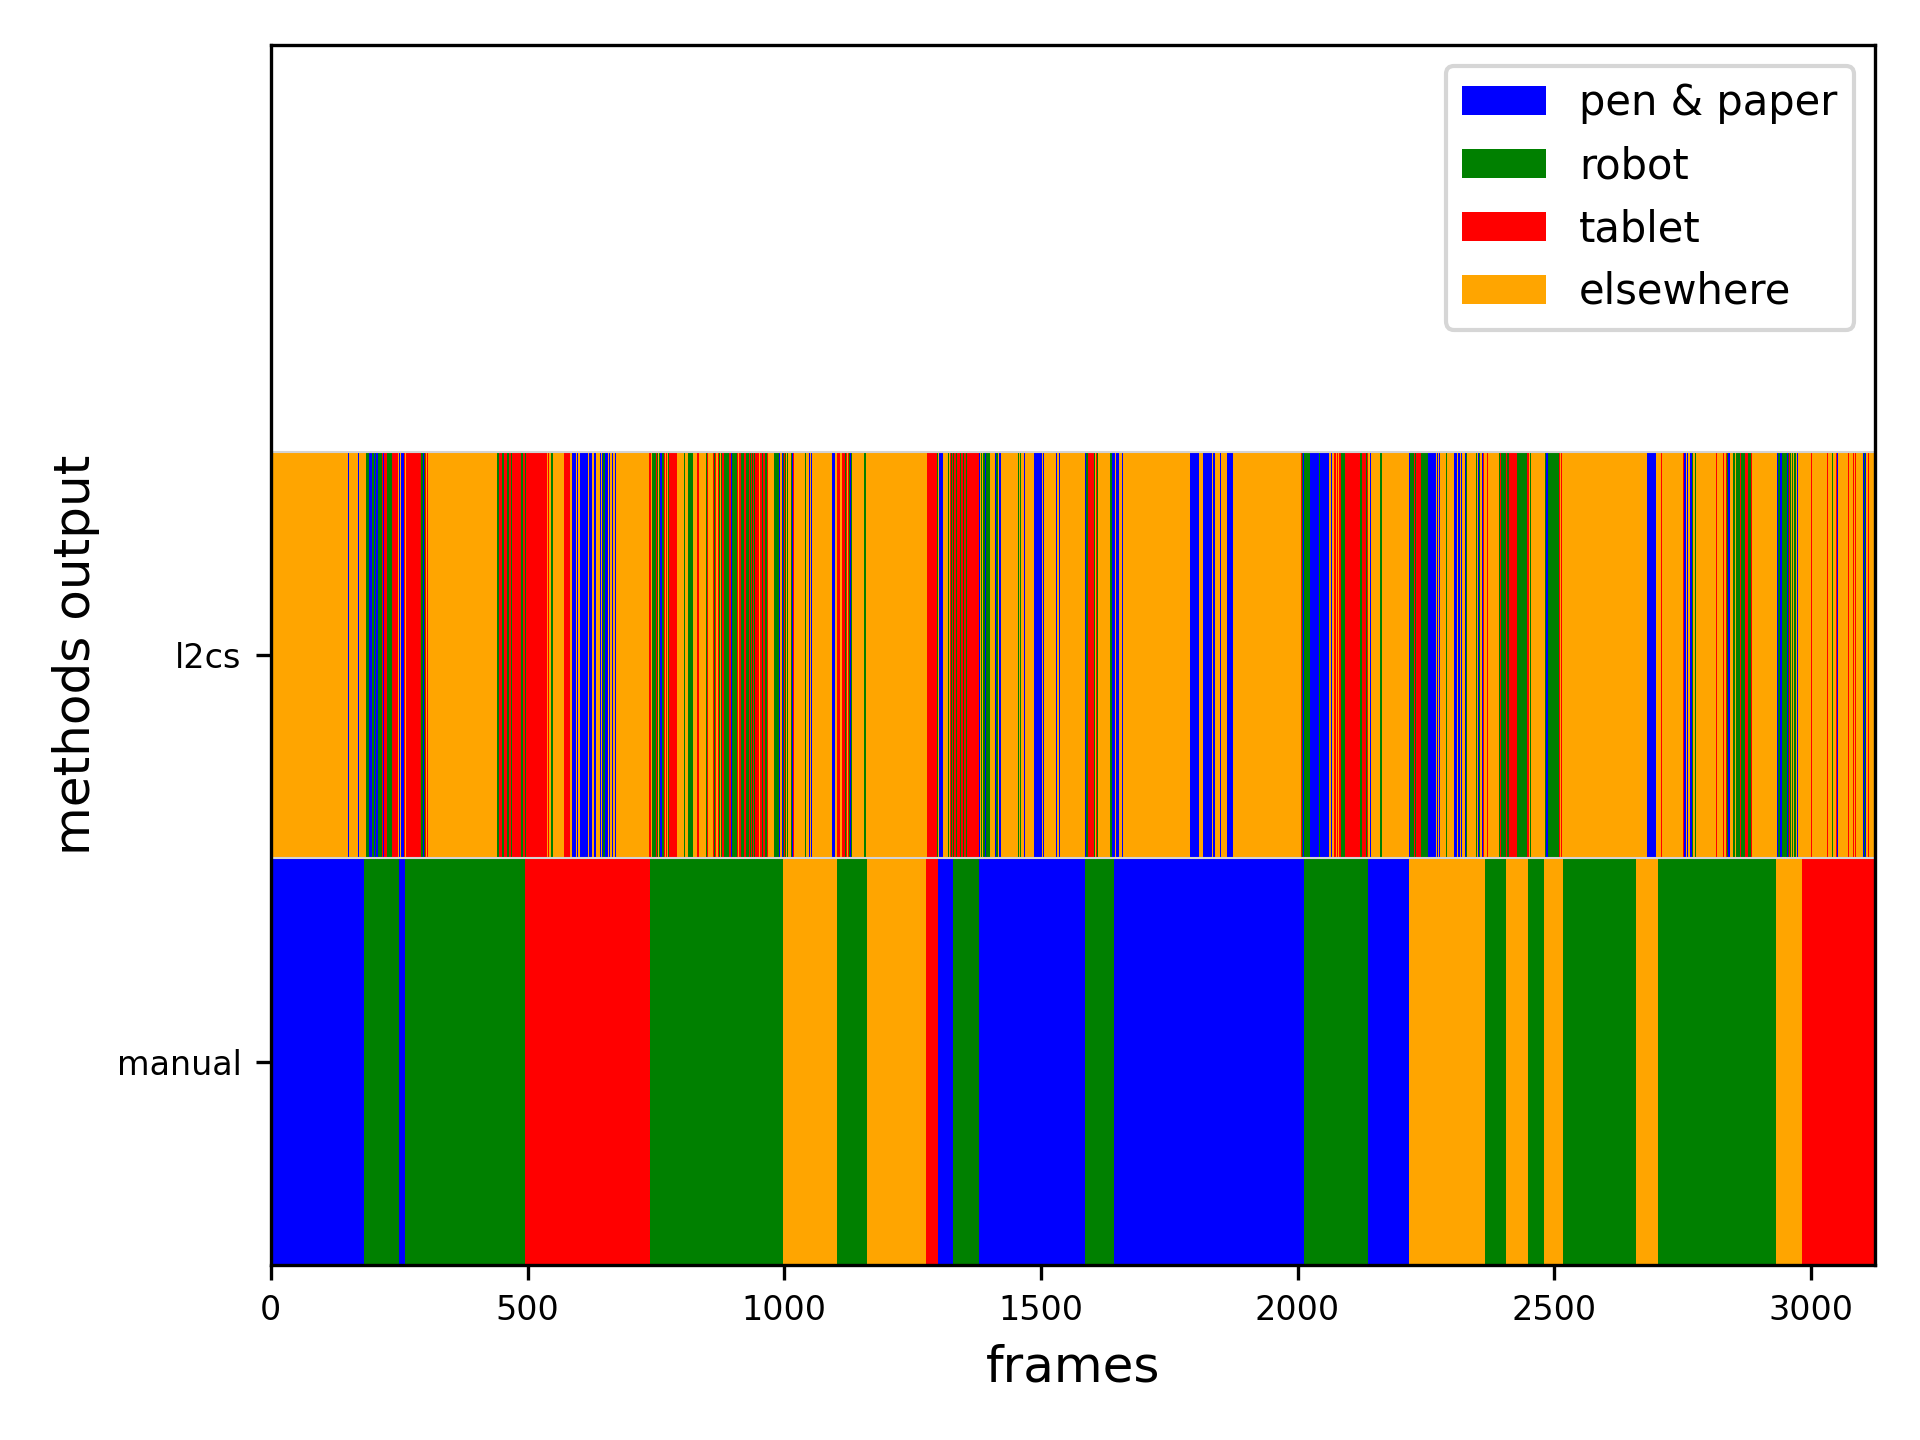 pen & paper
robot
tablet
elsewhere
methods output
l2cs
manual
0 500 1000 1500 2000 2500 3000
frames